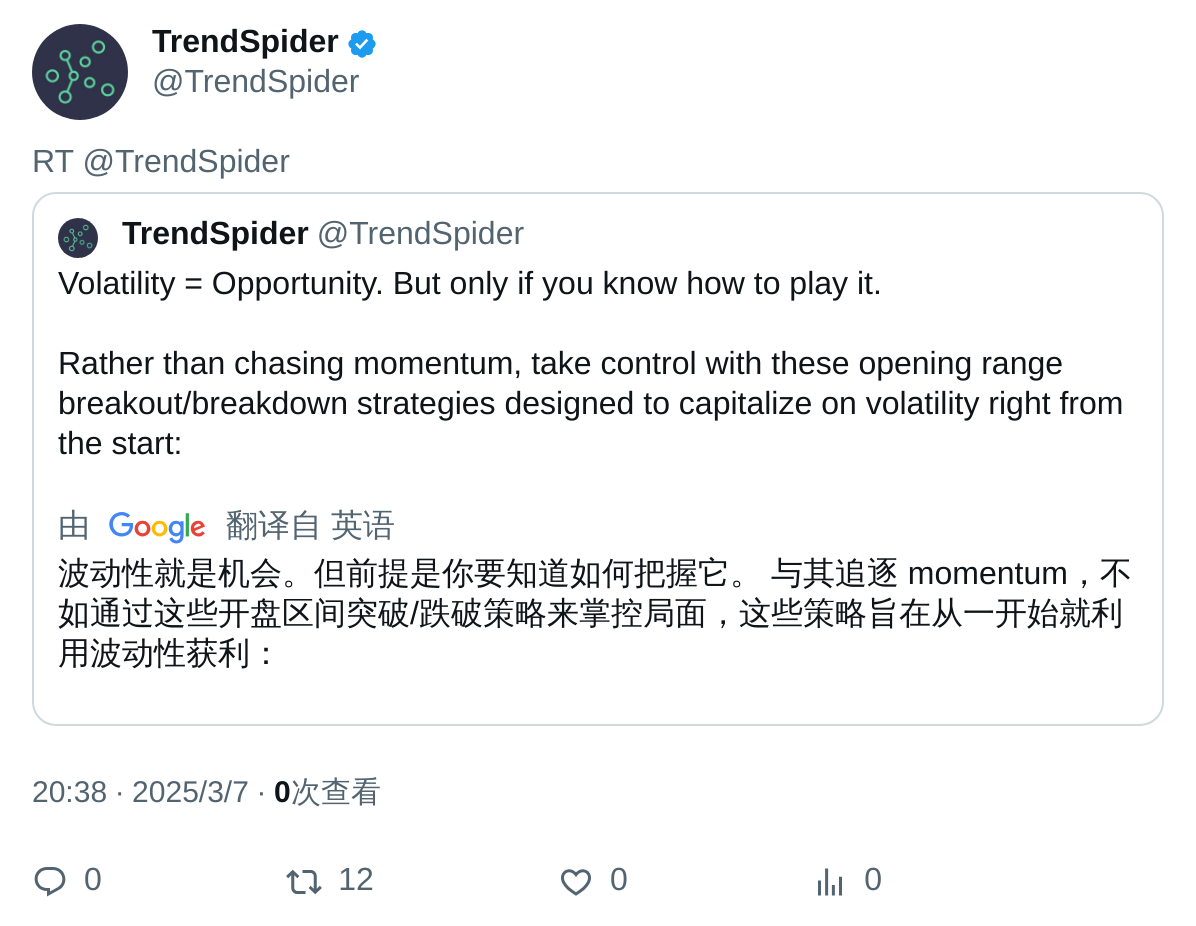 TrendSpider
@TrendSpider
RT @TrendSpider
TrendSpider @TrendSpider
Volatility = Opportunity. But only if you know how to play it.
Rather than chasing momentum, take control with these opening range
breakout/breakdown strategies designed to capitalize on volatility right from
the start:
由 Google 翻译自 英语
波动性就是机会。但前提是你要知道如何把握它。 与其追逐 momentum，不
如通过这些开盘区间突破/跌破策略来掌控局面，这些策略旨在从一开始就利
用波动性获利：
20:38 · 2025/3/7 · 0次查看
0 12 0 0